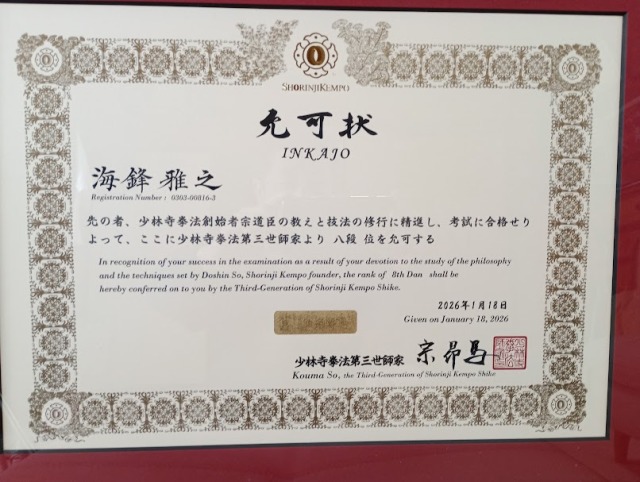 SHORINJIKEMPO
允可状
INKAJO
海鋒 雅之
Registration Number : 0303-00816-3
先の者、少林寺拳法創始者宗道臣の教えと技法の修行に精進し、考試に合格せり
よって、ここに少林寺拳法第三世師家より 八段 位を允可する
In recognition of your success in the examination as a result of your devotion to the study of the philosophy
and the techniques set by Doshin So, Shorinji Kempo founder, the rank of 8th Dan shall be
hereby conferred on to you by the Third-Generation of Shorinji Kempo Shike.
2026年1月18日
Given on January 18, 2026
少林寺拳法第三世師家 宗 昂馬
Kouma So, the Third-Generation of Shorinji Kempo Shike